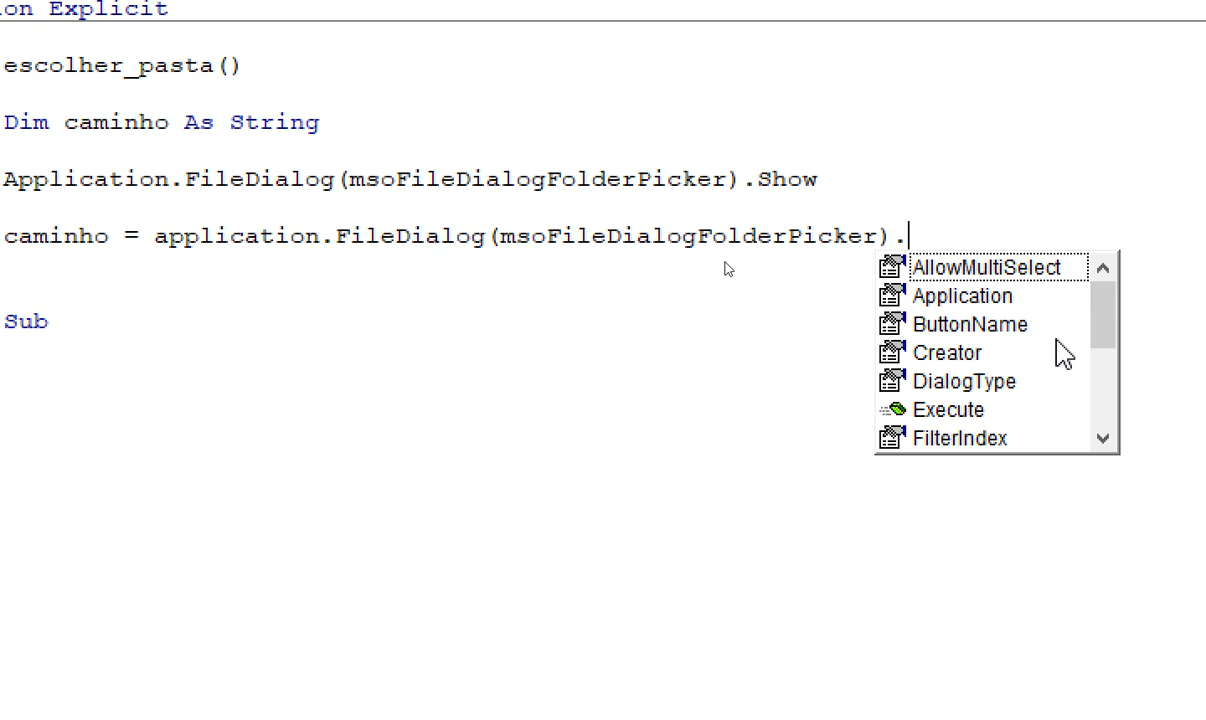 on Explicit
escolher_pasta()
Dim caminho As String
Application.FileDialog(msoFileDialogFolderPicker).Show
caminho = application.FileDialog(msoFileDialogFolderPicker).
AllowMultiSelect
Application
ButtonName
Creator
DialogType
Execute
FilterIndex
Sub